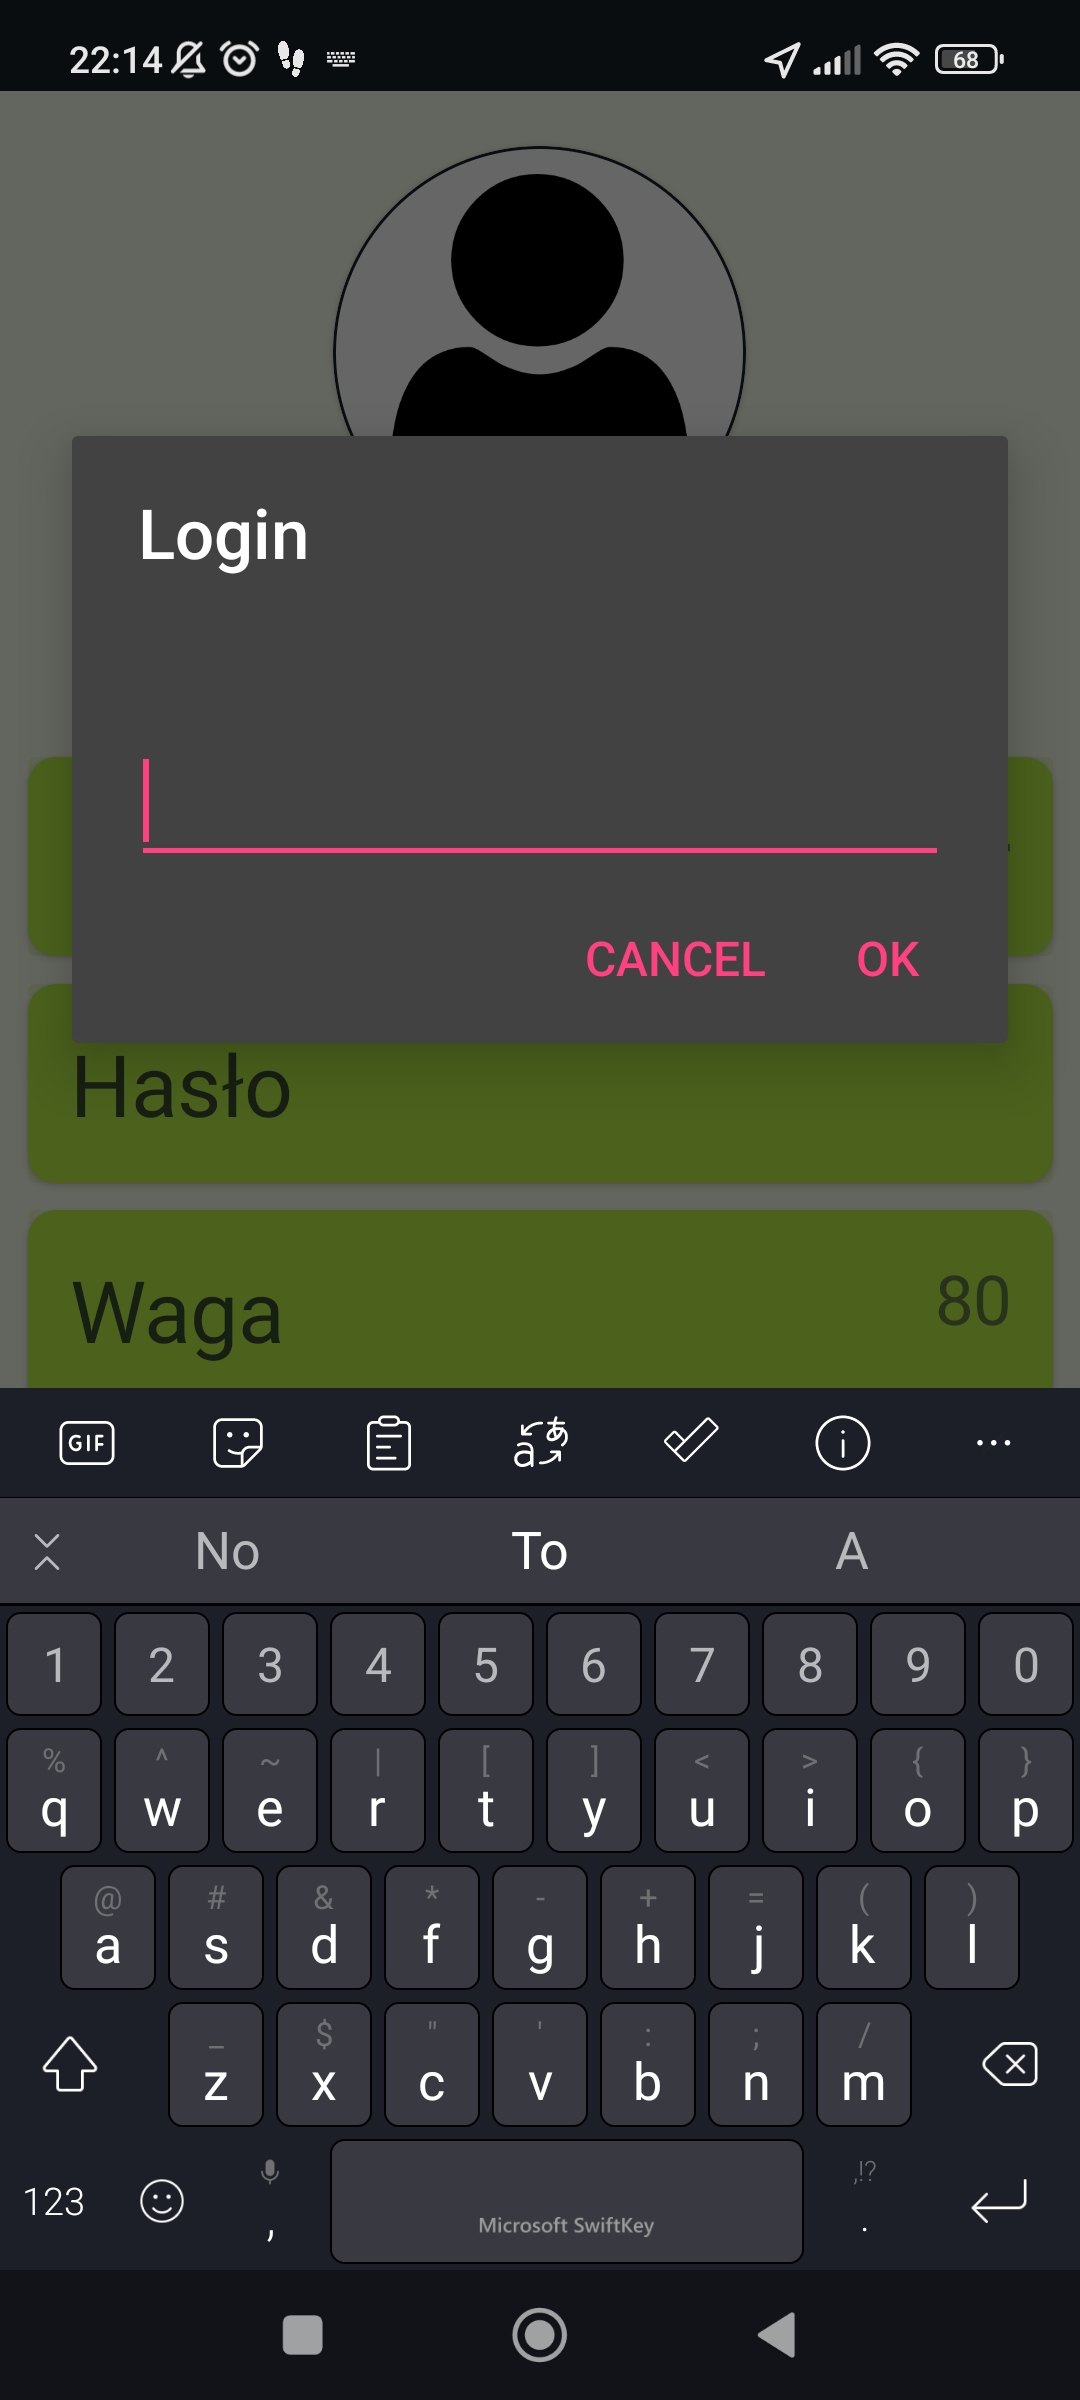 22:14
68
Login
CANCEL OK
Hasło
Waga 80
GIF
No To A
1 2 3 4 5 6 7 8 9 0
% ^ ~ | [ ] < > { }
q w e r t y u i o p
@ # & * - + = ( )
a s d f g h j k l
_ $ " ' : ; /
z x c v b n m
123 , Microsoft SwiftKey ,!? .